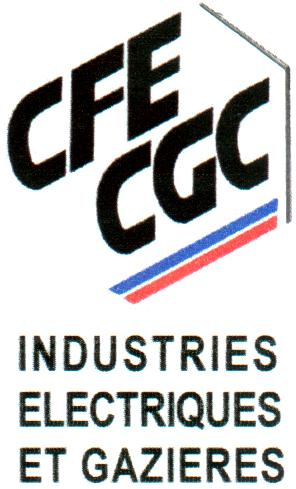 CFE
CGC
INDUSTRIES
ELECTRIQUES
ET GAZIERES